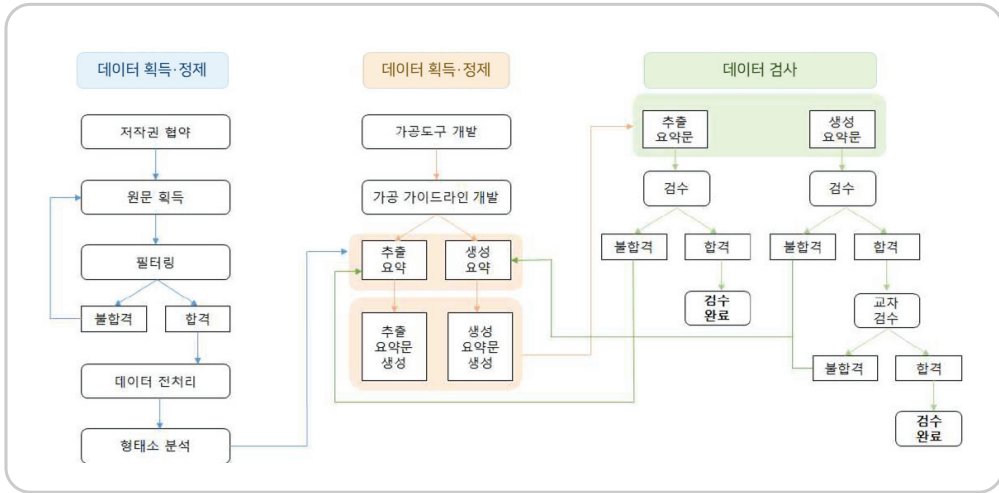 데이터 획득·정제
저작권 협약
원문 획득
필터링
불합격
합격
데이터 전처리
형태소 분석
데이터 획득·정제
가공도구 개발
가공 가이드라인 개발
추출
요약
생성
요약
추출
요약문
생성
생성
요약문
생성
데이터 검사
추출
요약문
검수
불합격
합격
검수
완료
생성
요약문
검수
불합격
합격
교차
검수
불합격
합격
검수
완료